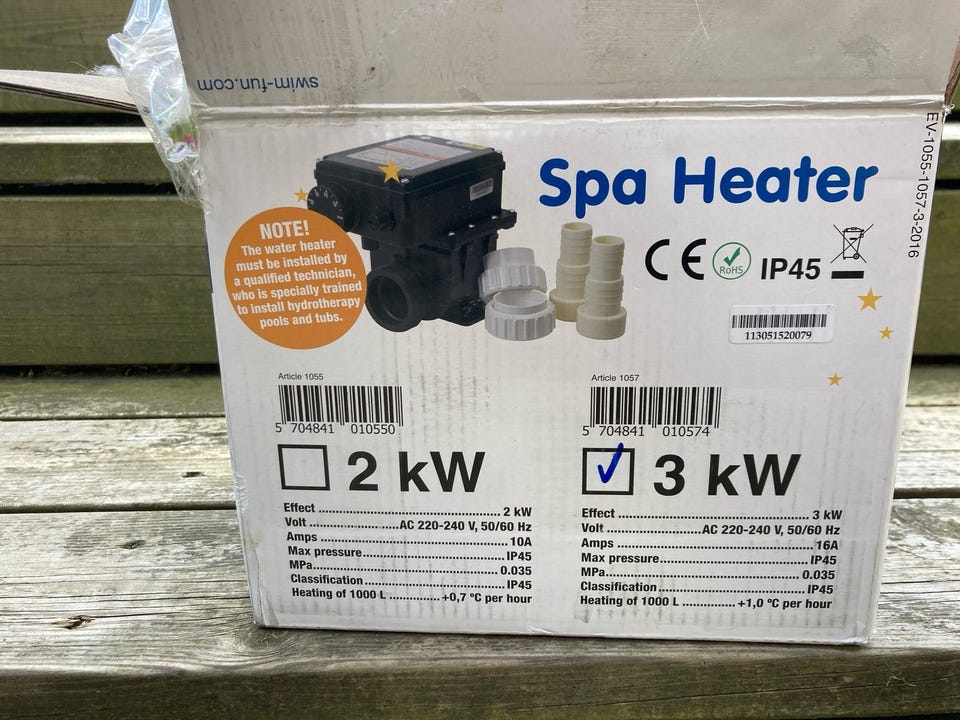 swim-fun.com
EV-1055-1057-3-2016
Spa Heater
NOTE!
The water heater
must be installed by
a qualified technician,
who is specially trained
to install hydrotherapy
pools and tubs.
CE RoHS IP45
113051520079
Article 1055
5 704841 010550
2 kW
Effect .......... 2 kW
Volt .......... AC 220-240 V, 50/60 Hz
Amps .......... 10A
Max pressure .......... IP45
MPa .......... 0.035
Classification .......... IP45
Heating of 1000 L .......... +0,7 ºC per hour
Article 1057
5 704841 010574
✓ 3 kW
Effect .......... 3 kW
Volt .......... AC 220-240 V, 50/60 Hz
Amps .......... 16A
Max pressure .......... IP45
MPa .......... 0.035
Classification .......... IP45
Heating of 1000 L .......... +1,0 ºC per hour